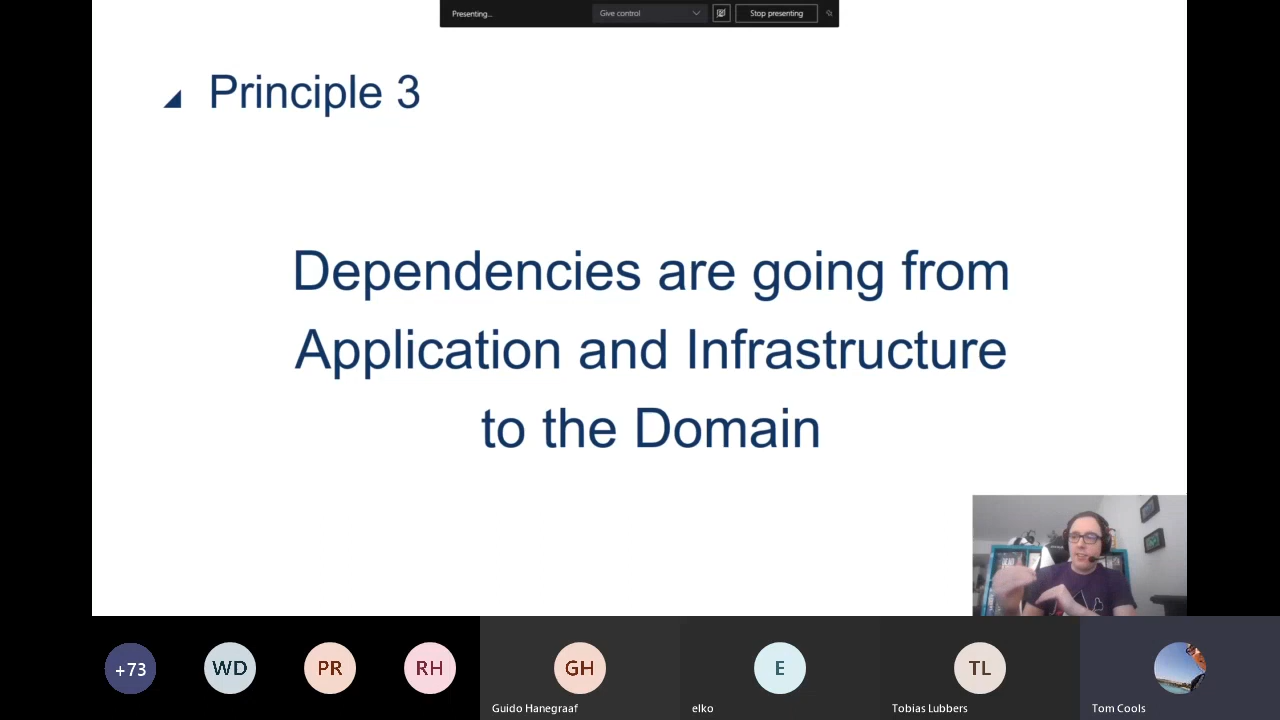 Presenting...
Give control
Stop presenting
Principle 3
Dependencies are going from
Application and Infrastructure
to the Domain
+73
WD
PR
RH
GH
E
TL
Guido Hanegraaf
elko
Tobias Lubbers
Tom Cools